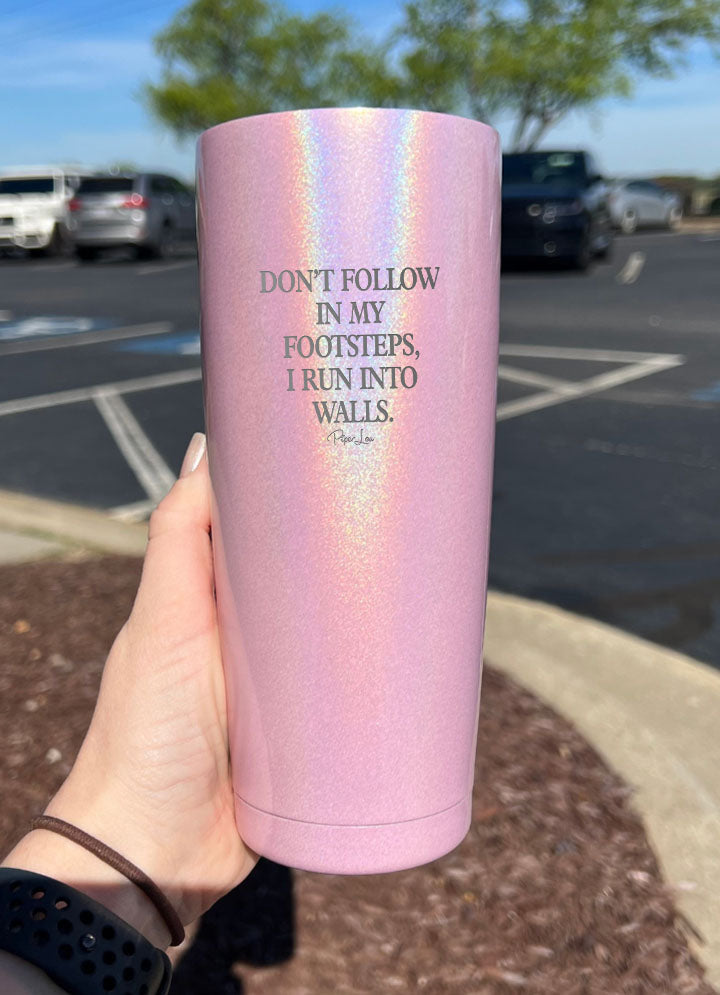 DON'T FOLLOW
IN MY
FOOTSTEPS,
I RUN INTO
WALLS.
Piper Lou